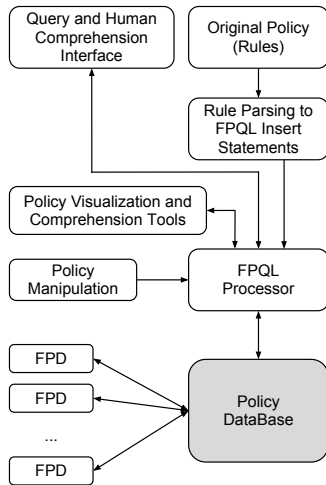 Query and Human
Comprehension
Interface
Original Policy
(Rules)
Rule Parsing to
FPQL Insert
Statements
Policy Visualization and
Comprehension Tools
Policy
Manipulation
FPQL
Processor
FPD
FPD
...
FPD
Policy
DataBase